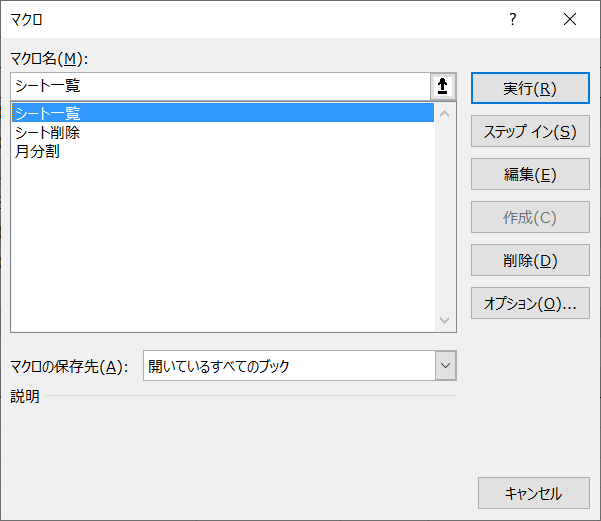 マクロ
?
マクロ名(M):
シート一覧
実行(R)
シート一覧
シート削除
月分割
ステップ イン(S)
編集(E)
作成(C)
削除(D)
オプション(O)...
マクロの保存先(A):
開いているすべてのブック
説明
キャンセル